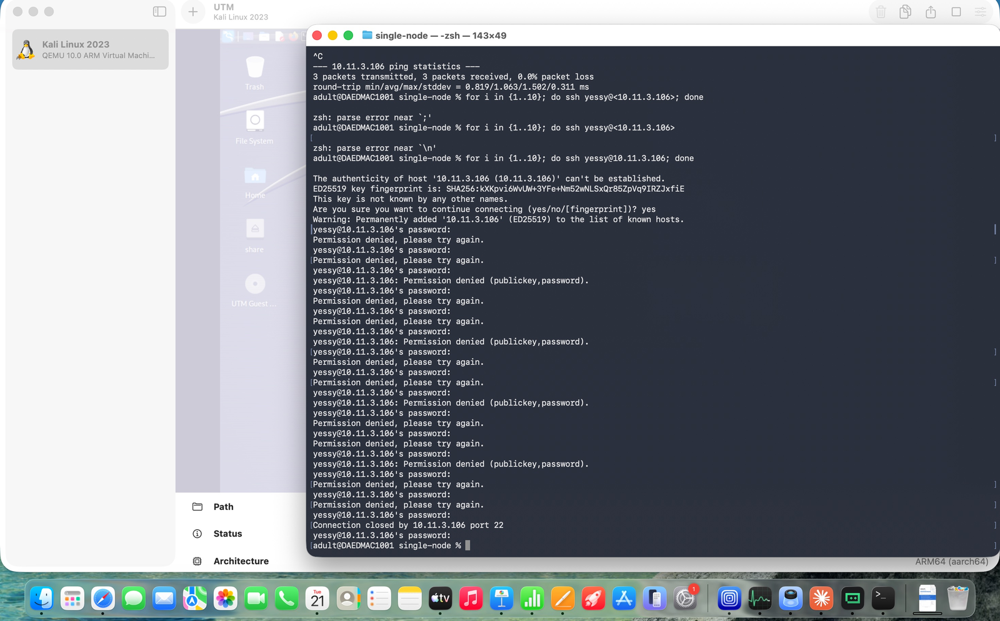 UTM
Kali Linux 2023
Kali Linux 2023
QEMU 10.0 ARM Virtual Machi...
single-node — -zsh — 143×49
Trash
File System
Home
share
UTM Guest ...
^C
--- 10.11.3.106 ping statistics ---
3 packets transmitted, 3 packets received, 0.0% packet loss
round-trip min/avg/max/stddev = 0.819/1.063/1.502/0.311 ms
adult@DAEDMAC1001 single-node % for i in {1..10}; do ssh yessy@<10.11.3.106>; done
zsh: parse error near `;'
adult@DAEDMAC1001 single-node % for i in {1..10}; do ssh yessy@<10.11.3.106>
[ ]
zsh: parse error near `\n'
adult@DAEDMAC1001 single-node % for i in {1..10}; do ssh yessy@10.11.3.106; done
The authenticity of host '10.11.3.106 (10.11.3.106)' can't be established.
ED25519 key fingerprint is: SHA256:kXKpvi6WvUW+3YFe+Nm52wNLSxQr85ZpVq9IRZJxfiE
This key is not known by any other names.
Are you sure you want to continue connecting (yes/no/[fingerprint])? yes
Warning: Permanently added '10.11.3.106' (ED25519) to the list of known hosts.
yessy@10.11.3.106's password:
Permission denied, please try again.
yessy@10.11.3.106's password:
[Permission denied, please try again. ]
yessy@10.11.3.106's password:
yessy@10.11.3.106: Permission denied (publickey,password).
yessy@10.11.3.106's password:
Permission denied, please try again.
yessy@10.11.3.106's password:
Permission denied, please try again.
yessy@10.11.3.106's password:
yessy@10.11.3.106: Permission denied (publickey,password).
[yessy@10.11.3.106's password: ]
Permission denied, please try again.
yessy@10.11.3.106's password:
[Permission denied, please try again. ]
yessy@10.11.3.106's password:
yessy@10.11.3.106: Permission denied (publickey,password).
yessy@10.11.3.106's password:
Permission denied, please try again.
yessy@10.11.3.106's password:
Permission denied, please try again.
yessy@10.11.3.106's password:
yessy@10.11.3.106: Permission denied (publickey,password).
yessy@10.11.3.106's password:
[Permission denied, please try again. ]
yessy@10.11.3.106's password:
[Permission denied, please try again. ]
yessy@10.11.3.106's password:
[Connection closed by 10.11.3.106 port 22 ]
yessy@10.11.3.106's password:
[adult@DAEDMAC1001 single-node % ]
Path
Status
Architecture
ARM64 (aarch64)
Tue
21
tv
1
>_